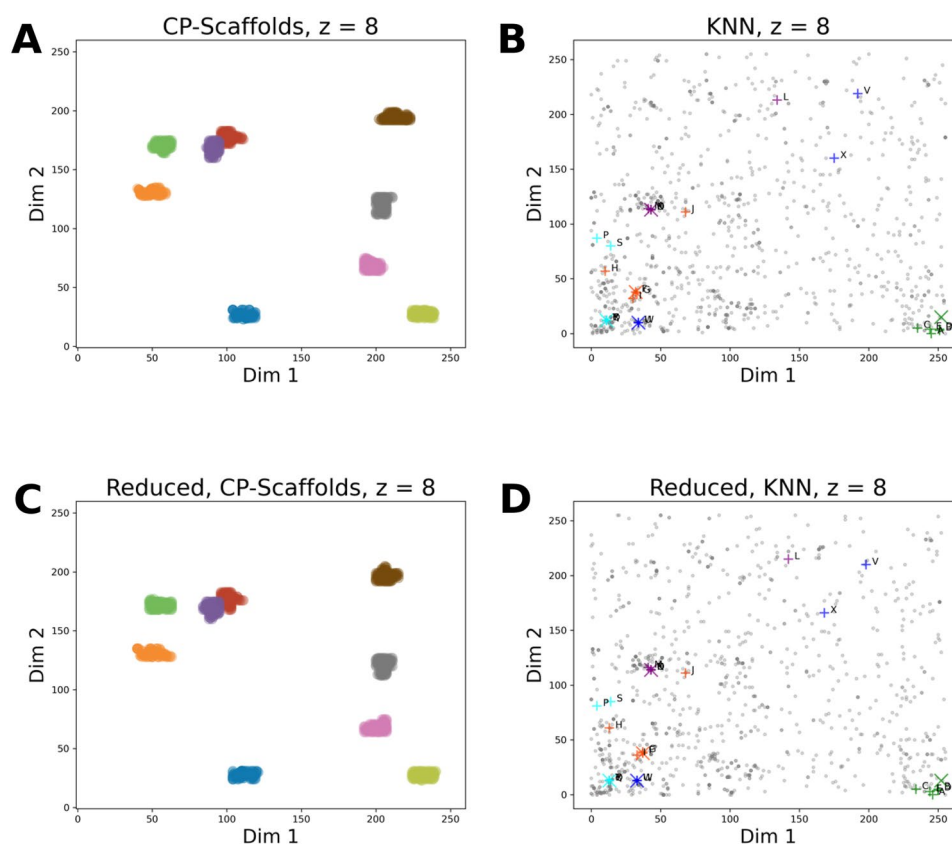 A
CP-Scaffolds, z = 8
250
200
150
100
50
0
Dim 2
0 50 100 150 200 250
Dim 1
B
KNN, z = 8
250
200
150
100
50
0
Dim 2
L
V
X
J
P
S
H
G
I
W
C
E
0 50 100 150 200 250
Dim 1
C
Reduced, CP-Scaffolds, z = 8
250
200
150
100
50
0
Dim 2
0 50 100 150 200 250
Dim 1
D
Reduced, KNN, z = 8
250
200
150
100
50
0
Dim 2
L
V
X
J
S
P
H
G
W
C
A
0 50 100 150 200 250
Dim 1